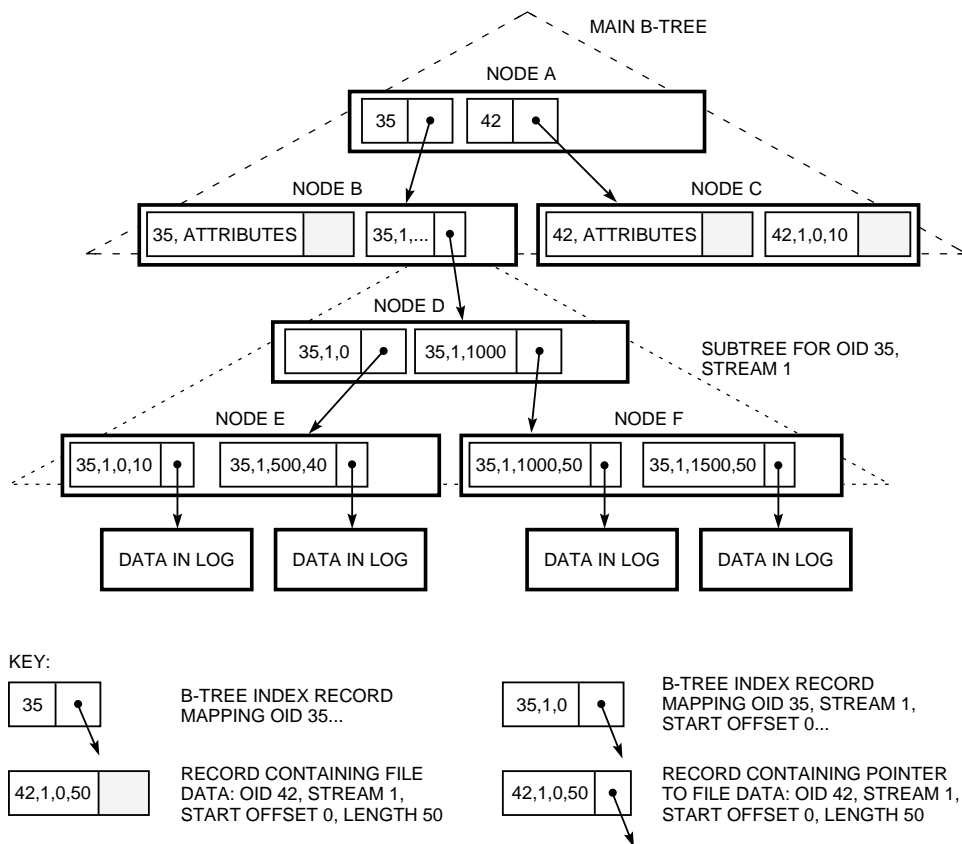 MAIN B-TREE
NODE A
35
42
NODE B
NODE C
35, ATTRIBUTES
35,1,...
42, ATTRIBUTES
42,1,0,10
NODE D
35,1,0
35,1,1000
SUBTREE FOR OID 35,
STREAM 1
NODE E
NODE F
35,1,0,10
35,1,500,40
35,1,1000,50
35,1,1500,50
DATA IN LOG
DATA IN LOG
DATA IN LOG
DATA IN LOG
KEY:
35
B-TREE INDEX RECORD
MAPPING OID 35...
35,1,0
B-TREE INDEX RECORD
MAPPING OID 35, STREAM 1,
START OFFSET 0...
42,1,0,50
RECORD CONTAINING FILE
DATA: OID 42, STREAM 1,
START OFFSET 0, LENGTH 50
42,1,0,50
RECORD CONTAINING POINTER
TO FILE DATA: OID 42, STREAM 1,
START OFFSET 0, LENGTH 50